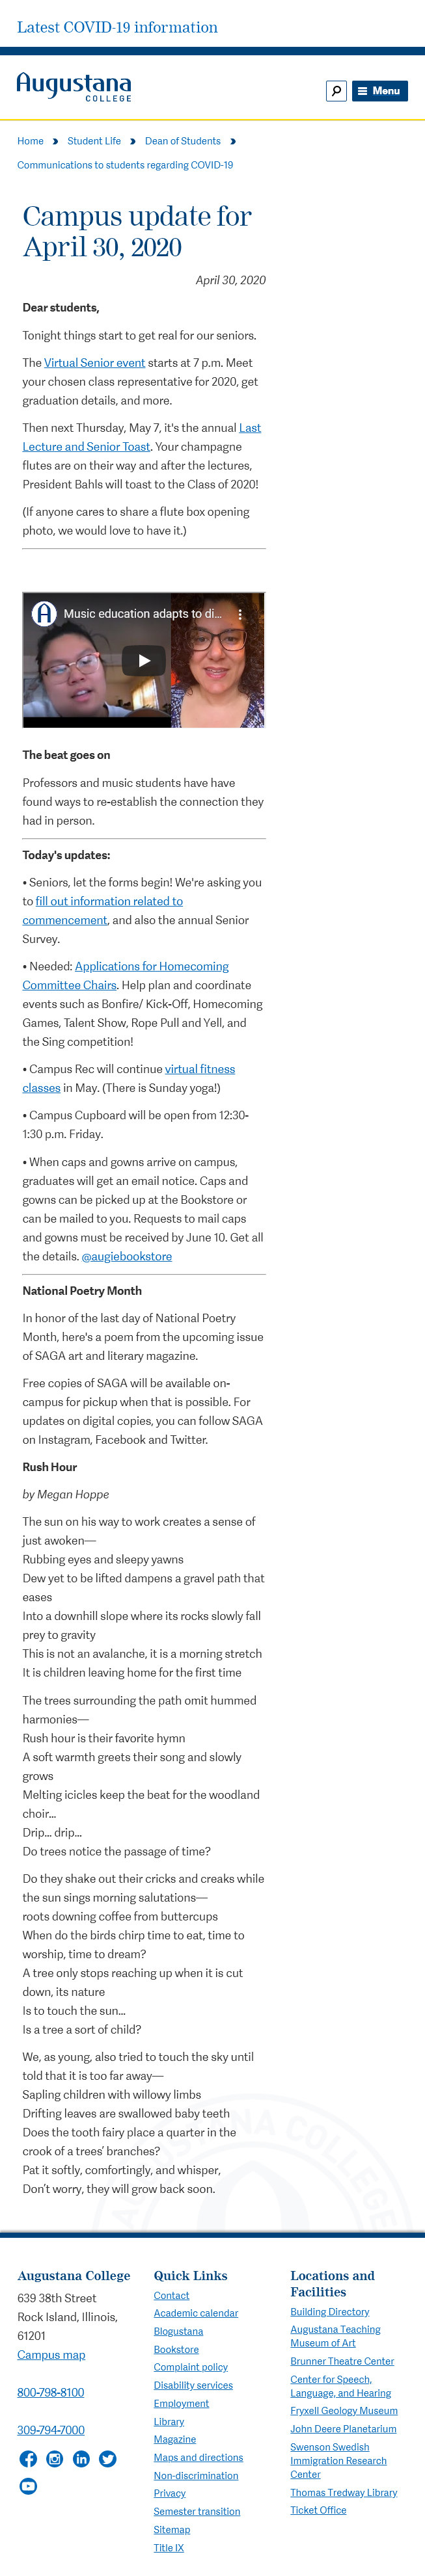 Latest COVID-19 information
Augustana
COLLEGE
Menu
Home
Student Life
Dean of Students
Communications to students regarding COVID-19
Campus update for
April 30, 2020
April 30, 2020
Dear students,
Tonight things start to get real for our seniors.
The Virtual Senior event starts at 7 p.m. Meet
your chosen class representative for 2020, get
graduation details, and more.
Then next Thursday, May 7, it's the annual Last
Lecture and Senior Toast. Your champagne
flutes are on their way and after the lectures,
President Bahls will toast to the Class of 2020!
(If anyone cares to share a flute box opening
photo, we would love to have it.)
Music education adapts to di...
The beat goes on
Professors and music students have have
found ways to re-establish the connection they
had in person.
Today's updates:
• Seniors, let the forms begin! We're asking you
to fill out information related to
commencement, and also the annual Senior
Survey.
• Needed: Applications for Homecoming
Committee Chairs. Help plan and coordinate
events such as Bonfire/ Kick-Off, Homecoming
Games, Talent Show, Rope Pull and Yell, and
the Sing competition!
• Campus Rec will continue virtual fitness
classes in May. (There is Sunday yoga!)
• Campus Cupboard will be open from 12:30-
1:30 p.m. Friday.
• When caps and gowns arrive on campus,
graduates will get an email notice. Caps and
gowns can be picked up at the Bookstore or
can be mailed to you. Requests to mail caps
and gowns must be received by June 10. Get all
the details. @augiebookstore
National Poetry Month
In honor of the last day of National Poetry
Month, here's a poem from the upcoming issue
of SAGA art and literary magazine.
Free copies of SAGA will be available on-
campus for pickup when that is possible. For
updates on digital copies, you can follow SAGA
on Instagram, Facebook and Twitter.
Rush Hour
by Megan Hoppe
The sun on his way to work creates a sense of
just awoken—
Rubbing eyes and sleepy yawns
Dew yet to be lifted dampens a gravel path that
eases
Into a downhill slope where its rocks slowly fall
prey to gravity
This is not an avalanche, it is a morning stretch
It is children leaving home for the first time
The trees surrounding the path omit hummed
harmonies—
Rush hour is their favorite hymn
A soft warmth greets their song and slowly
grows
Melting icicles keep the beat for the woodland
choir...
Drip... drip...
Do trees notice the passage of time?
Do they shake out their cricks and creaks while
the sun sings morning salutations—
roots downing coffee from buttercups
When do the birds chirp time to eat, time to
worship, time to dream?
A tree only stops reaching up when it is cut
down, its nature
Is to touch the sun...
Is a tree a sort of child?
We, as young, also tried to touch the sky until
told that it is too far away—
Sapling children with willowy limbs
Drifting leaves are swallowed baby teeth
Does the tooth fairy place a quarter in the
crook of a trees’ branches?
Pat it softly, comfortingly, and whisper,
Don’t worry, they will grow back soon.
AUGUSTANA COLLEGE
Augustana College
639 38th Street
Rock Island, Illinois,
61201
Campus map
800-798-8100
309-794-7000
Quick Links
Contact
Academic calendar
Blogustana
Bookstore
Complaint policy
Disability services
Employment
Library
Magazine
Maps and directions
Non-discrimination
Privacy
Semester transition
Sitemap
Title IX
Locations and
Facilities
Building Directory
Augustana Teaching
Museum of Art
Brunner Theatre Center
Center for Speech,
Language, and Hearing
Fryxell Geology Museum
John Deere Planetarium
Swenson Swedish
Immigration Research
Center
Thomas Tredway Library
Ticket Office